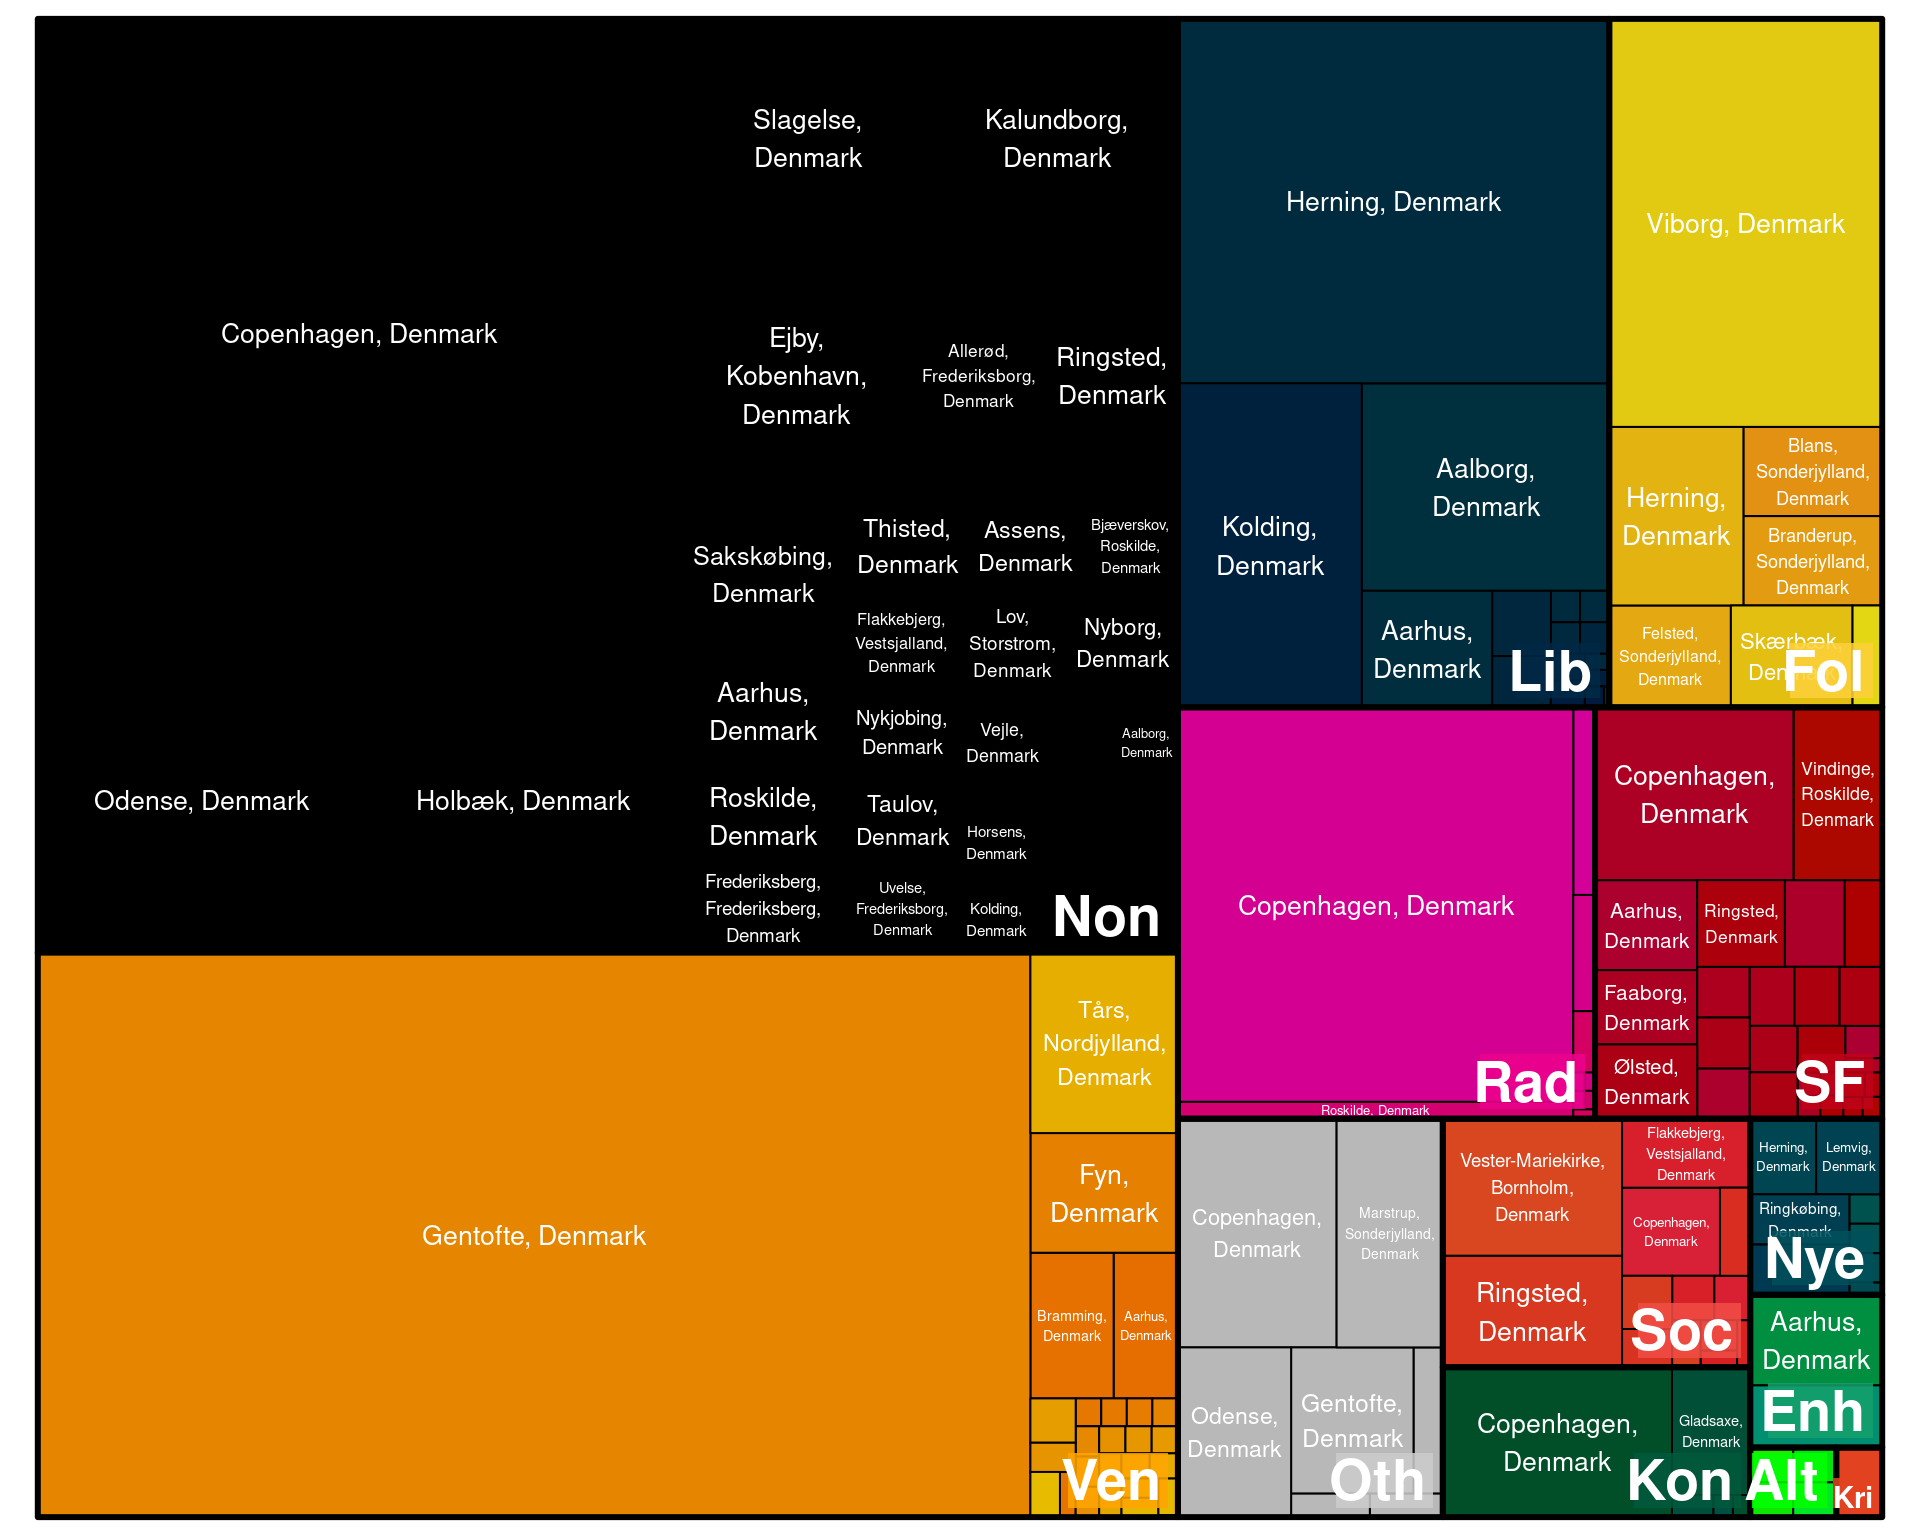 Slagelse,
Denmark
Kalundborg,
Denmark
Copenhagen, Denmark
Ejby,
Kobenhavn,
Denmark
Allerød,
Frederiksborg,
Denmark
Ringsted,
Denmark
Sakskøbing,
Denmark
Thisted,
Denmark
Assens,
Denmark
Bjæverskov,
Roskilde,
Denmark
Flakkebjerg,
Vestsjalland,
Denmark
Lov,
Storstrom,
Denmark
Nyborg,
Denmark
Aarhus,
Denmark
Nykjobing,
Denmark
Vejle,
Denmark
Aalborg,
Denmark
Odense, Denmark
Holbæk, Denmark
Roskilde,
Denmark
Taulov,
Denmark
Horsens,
Denmark
Frederiksberg,
Frederiksberg,
Denmark
Uvelse,
Frederiksborg,
Denmark
Kolding,
Denmark
Non
Herning, Denmark
Kolding,
Denmark
Aalborg,
Denmark
Aarhus,
Denmark
Lib
Viborg, Denmark
Herning,
Denmark
Blans,
Sonderjylland,
Denmark
Branderup,
Sonderjylland,
Denmark
Felsted,
Sonderjylland,
Denmark
Skærbæk,
Denmark
Fol
Copenhagen, Denmark
Roskilde, Denmark
Rad
Copenhagen,
Denmark
Vindinge,
Roskilde,
Denmark
Aarhus,
Denmark
Ringsted,
Denmark
Faaborg,
Denmark
Ølsted,
Denmark
SF
Gentofte, Denmark
Tårs,
Nordjylland,
Denmark
Fyn,
Denmark
Bramming,
Denmark
Aarhus,
Denmark
Ven
Copenhagen,
Denmark
Marstrup,
Sonderjylland,
Denmark
Odense,
Denmark
Gentofte,
Denmark
Oth
Vester-Mariekirke,
Bornholm,
Denmark
Flakkebjerg,
Vestsjalland,
Denmark
Copenhagen,
Denmark
Ringsted,
Denmark
Soc
Herning,
Denmark
Lemvig,
Denmark
Ringkøbing,
Denmark
Nye
Aarhus,
Denmark
Enh
Copenhagen,
Denmark
Gladsaxe,
Denmark
Kon
Alt
Kri